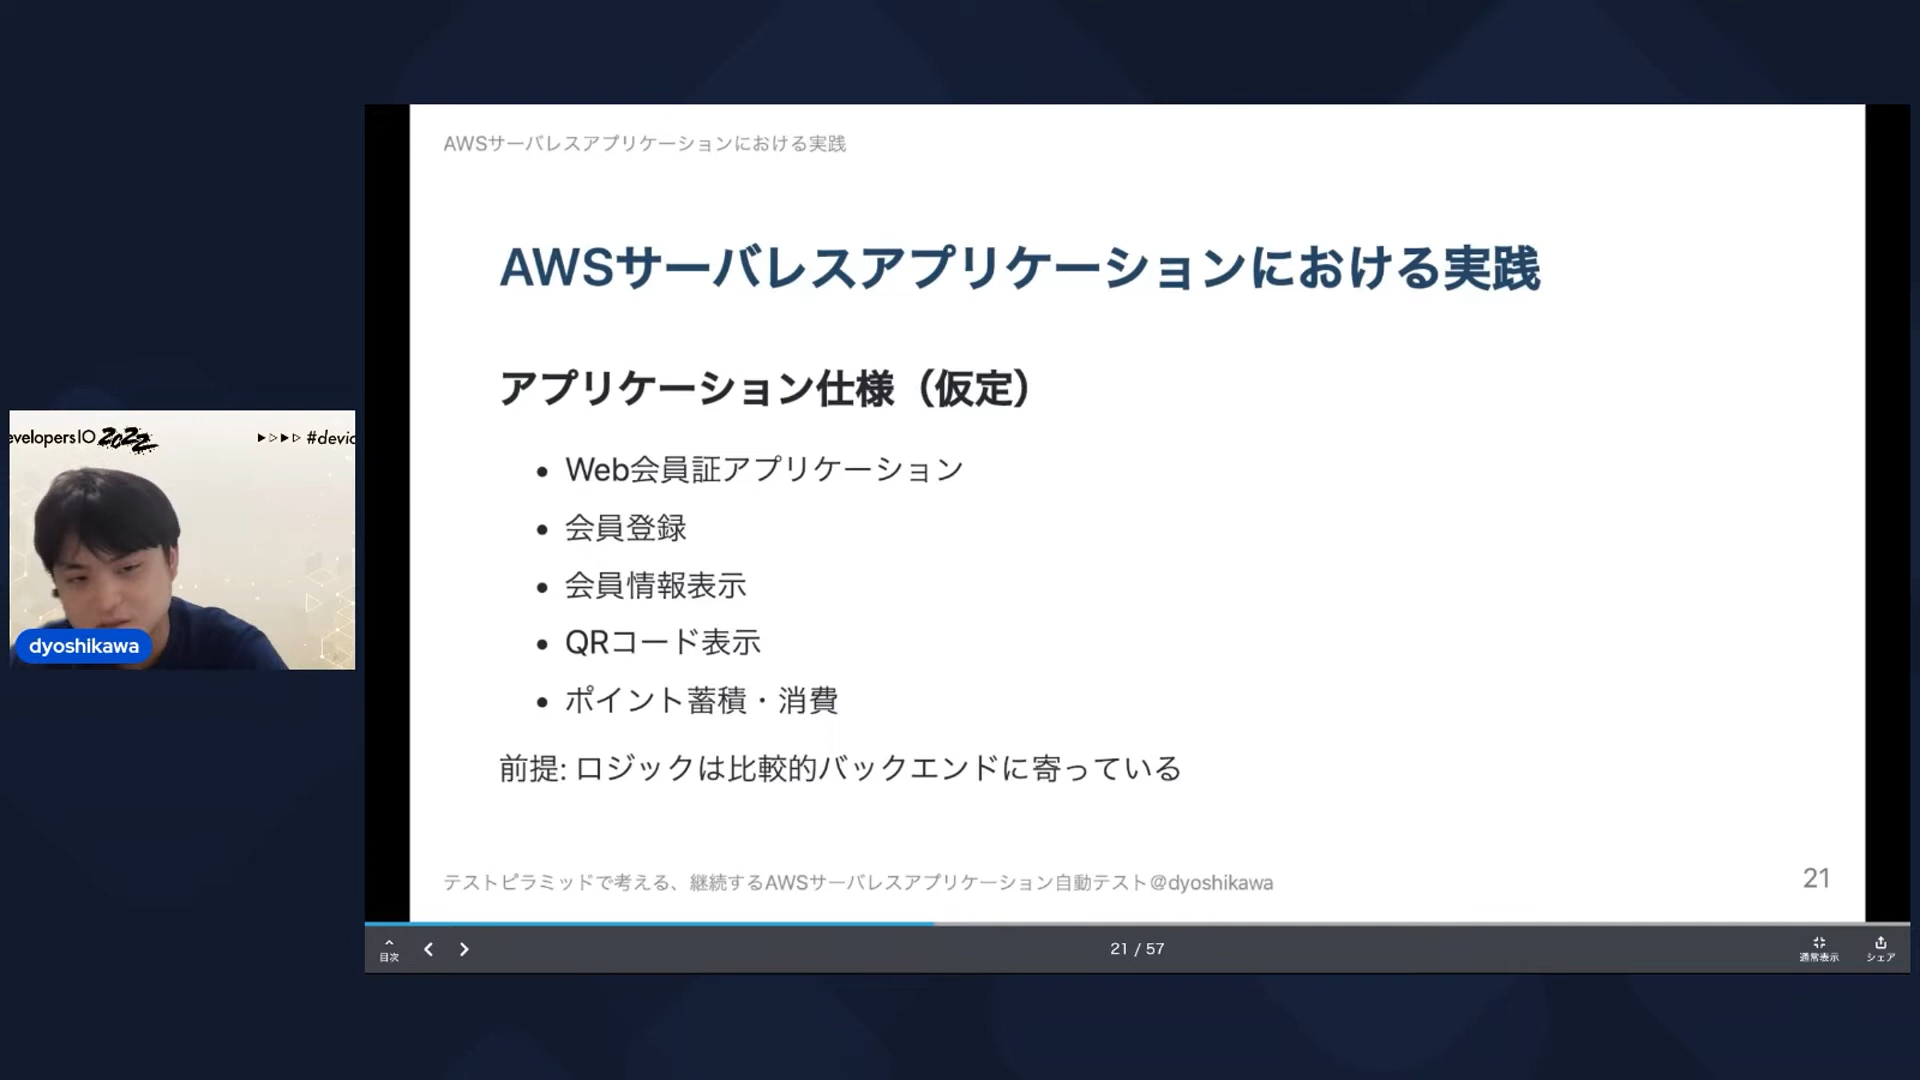 AWSサーバレスアプリケーションにおける実践
AWSサーバレスアプリケーションにおける実践
アプリケーション仕様（仮定）
• Web会員証アプリケーション
• 会員登録
• 会員情報表示
• QRコード表示
• ポイント蓄積・消費
前提: ロジックは比較的バックエンドに寄っている
テストピラミッドで考える、継続するAWSサーバレスアプリケーション自動テスト@dyoshikawa
21
evelopersIO 2022
#devio
dyoshikawa
目次
21 / 57
通常表示
シェア